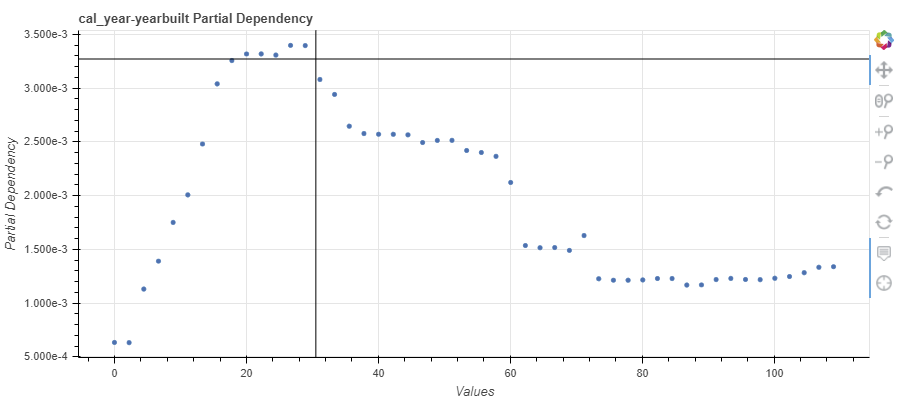 cal_year-yearbuilt Partial Dependency
3.500e-3
3.000e-3
2.500e-3
2.000e-3
1.500e-3
1.000e-3
5.000e-4
Partial Dependency
0 20 40 60 80 100
Values